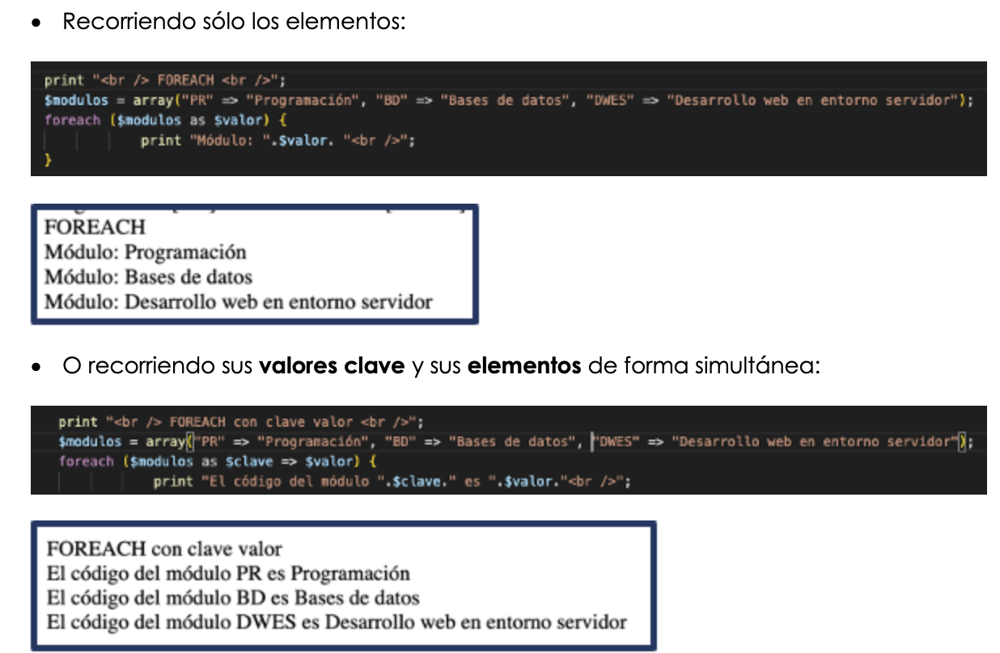 • Recorriendo sólo los elementos:
print "<br /> FOREACH <br />";
$modulos = array("PR" => "Programación", "BD" => "Bases de datos", "DWES" => "Desarrollo web en entorno servidor");
foreach ($modulos as $valor) {
print "Módulo: ".$valor. "<br />";
}
FOREACH
Módulo: Programación
Módulo: Bases de datos
Módulo: Desarrollo web en entorno servidor
• O recorriendo sus valores clave y sus elementos de forma simultánea:
print "<br /> FOREACH con clave valor <br />";
$modulos = array("PR" => "Programación", "BD" => "Bases de datos", "DWES" => "Desarrollo web en entorno servidor");
foreach ($modulos as $clave => $valor) {
print "El código del módulo ".$clave." es ".$valor."<br />";
FOREACH con clave valor
El código del módulo PR es Programación
El código del módulo BD es Bases de datos
El código del módulo DWES es Desarrollo web en entorno servidor